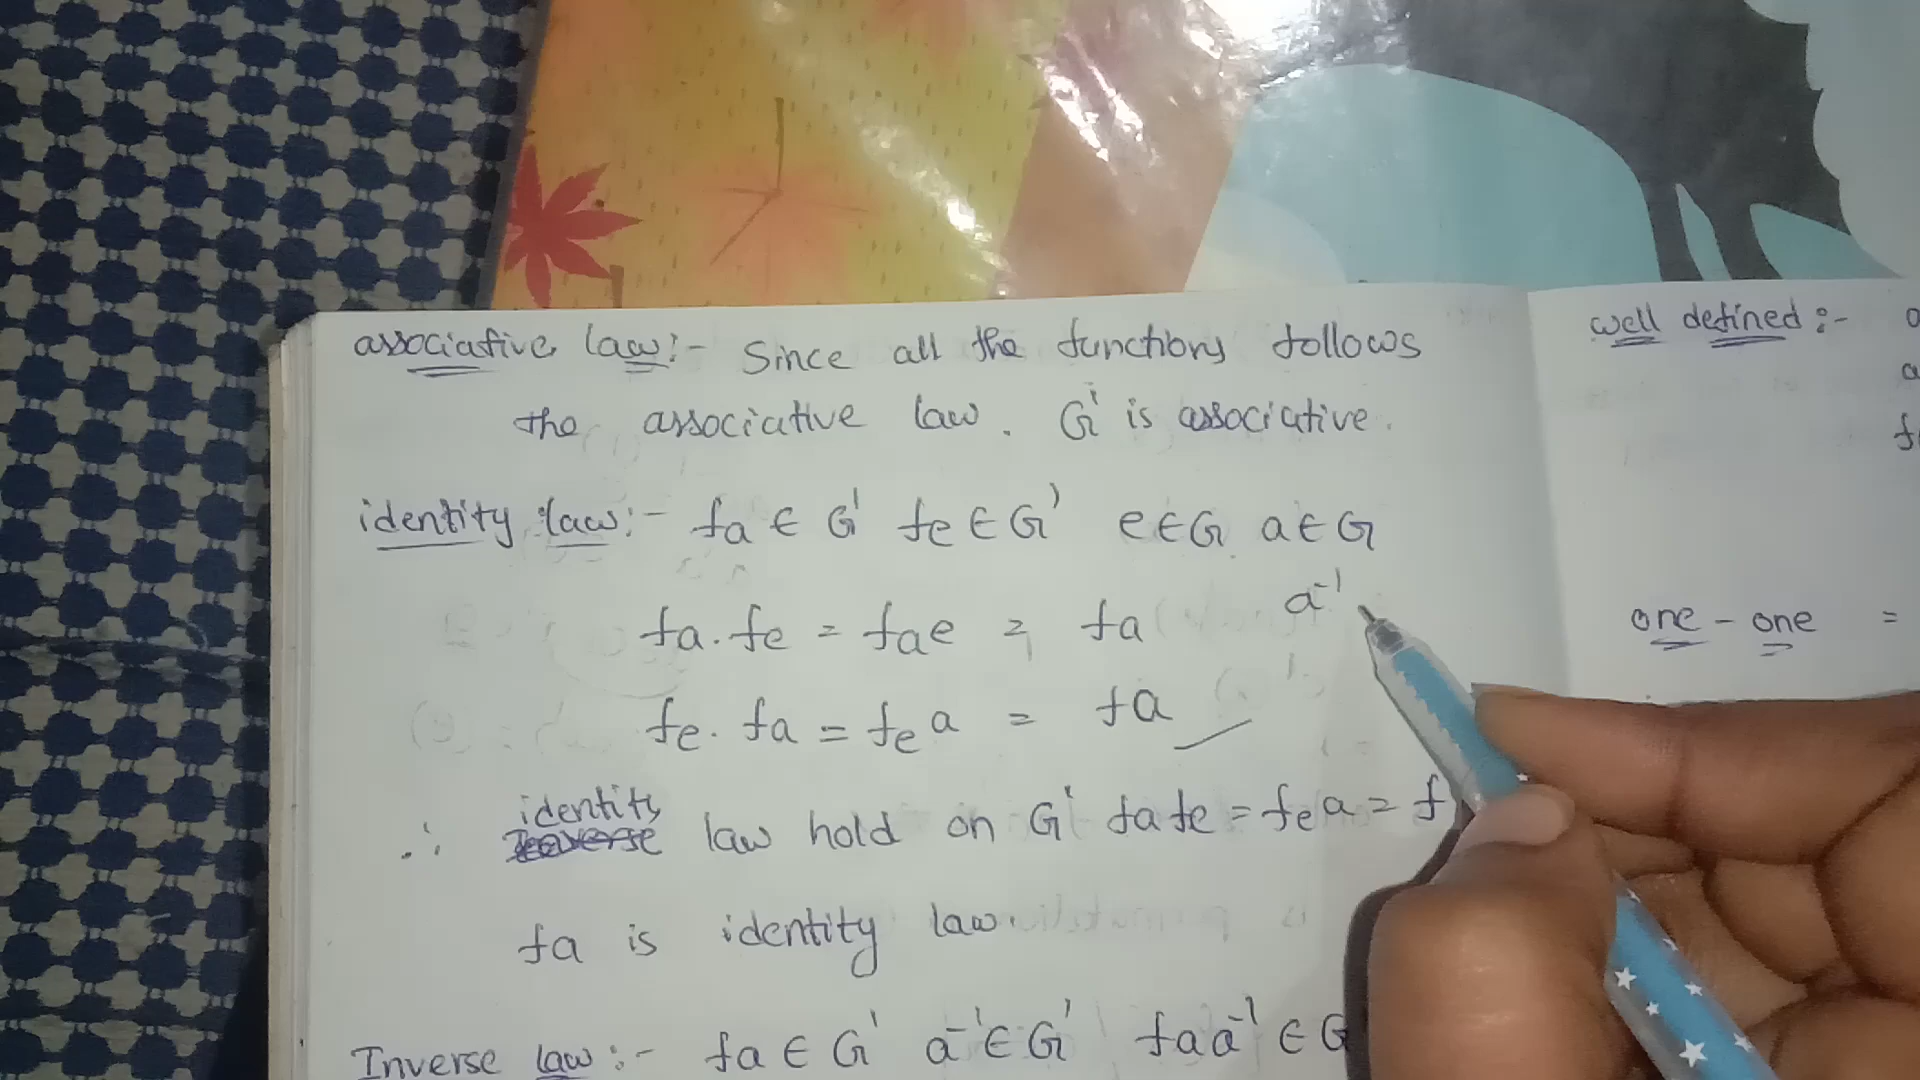 associative law:- Since all the functions follows
the associative law. G' is associative.
identity law:- fa ∈ G' fe ∈ G' e∈G a∈G
fa.fe = fae = fa a⁻¹
fe.fa = fea = fa
∴ identity law hold on G' fafe = fea = f
fa is identity law.
Inverse law:- fa ∈ G' a⁻¹∈G' faa⁻¹ ∈ G
well defined:-
one-one =